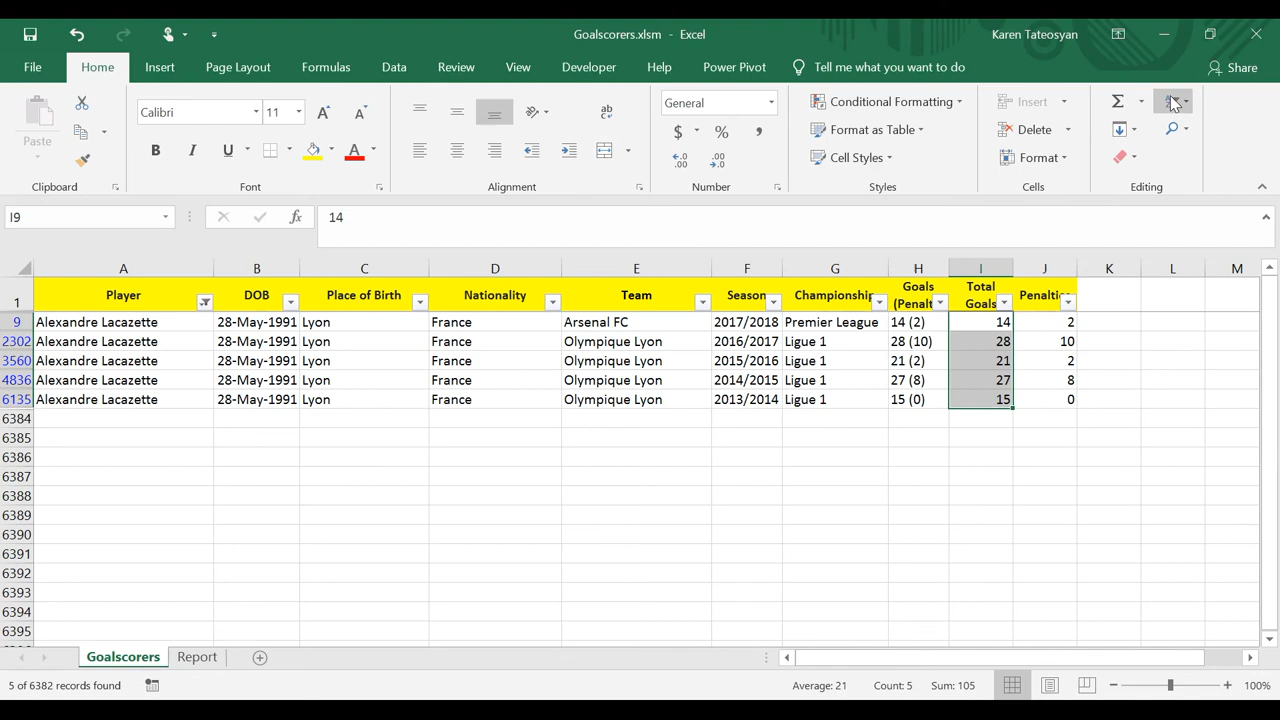 Goalscorers.xlsm - Excel
Karen Tateosyan
File Home Insert Page Layout Formulas Data Review View Developer Help Power Pivot Tell me what you want to do Share
Paste
Calibri 11
General
Conditional Formatting
Format as Table
Cell Styles
Insert
Delete
Format
Clipboard Font Alignment Number Styles Cells Editing
I9 fx 14
A B C D E F G H I J K L M
1 Player DOB Place of Birth Nationality Team Season Championship Goals (Penalt Total Goals Penaltie
9 Alexandre Lacazette 28-May-1991 Lyon France Arsenal FC 2017/2018 Premier League 14 (2) 14 2
2302 Alexandre Lacazette 28-May-1991 Lyon France Olympique Lyon 2016/2017 Ligue 1 28 (10) 28 10
3560 Alexandre Lacazette 28-May-1991 Lyon France Olympique Lyon 2015/2016 Ligue 1 21 (2) 21 2
4836 Alexandre Lacazette 28-May-1991 Lyon France Olympique Lyon 2014/2015 Ligue 1 27 (8) 27 8
6135 Alexandre Lacazette 28-May-1991 Lyon France Olympique Lyon 2013/2014 Ligue 1 15 (0) 15 0
6384
6385
6386
6387
6388
6389
6390
6391
6392
6393
6394
6395
Goalscorers Report
5 of 6382 records found Average: 21 Count: 5 Sum: 105 100%